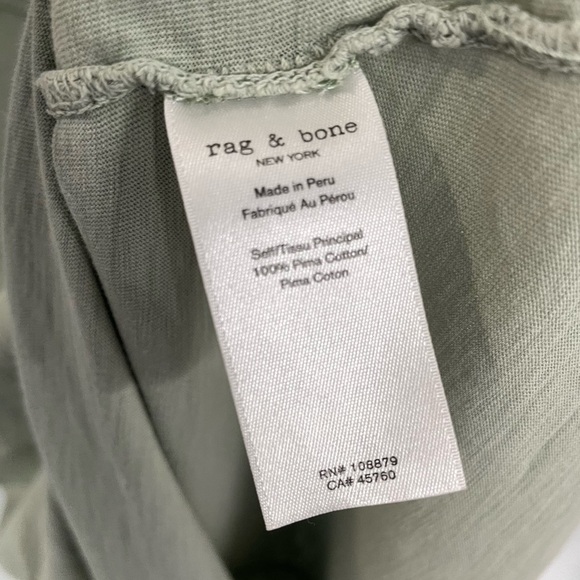 rag & bone
NEW YORK
Made in Peru
Fabriqué Au Pérou
Self/Tissu Principal
100% Pima Cotton/
Pima Coton
RN# 108879
CA# 45760